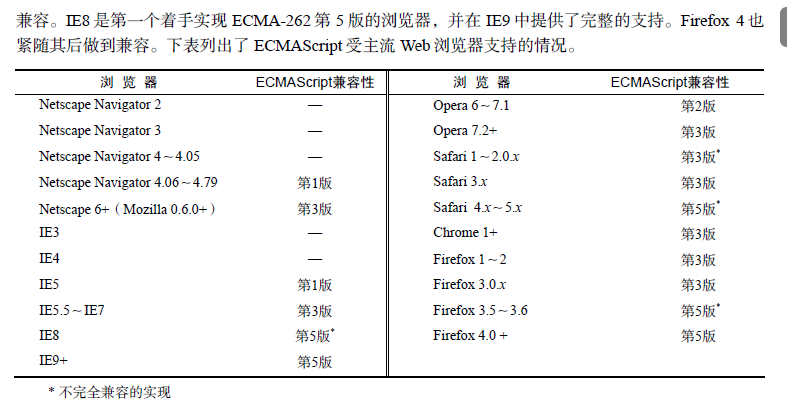 兼容。IE8 是第一个着手实现 ECMA-262 第 5 版的浏览器，并在 IE9 中提供了完整的支持。Firefox 4 也
紧随其后做到兼容。下表列出了 ECMAScript 受主流 Web 浏览器支持的情况。
浏 览 器 ECMAScript兼容性 浏 览 器 ECMAScript兼容性
Netscape Navigator 2 — Opera 6～7.1 第2版
Netscape Navigator 3 — Opera 7.2+ 第3版
Netscape Navigator 4～4.05 — Safari 1～2.0.x 第3版*
Netscape Navigator 4.06～4.79 第1版 Safari 3.x 第3版
Netscape 6+（Mozilla 0.6.0+） 第3版 Safari 4.x～5.x 第5版*
IE3 — Chrome 1+ 第3版
IE4 — Firefox 1～2 第3版
IE5 第1版 Firefox 3.0.x 第3版
IE5.5～IE7 第3版 Firefox 3.5～3.6 第5版*
IE8 第5版* Firefox 4.0 + 第5版
IE9+ 第5版
* 不完全兼容的实现